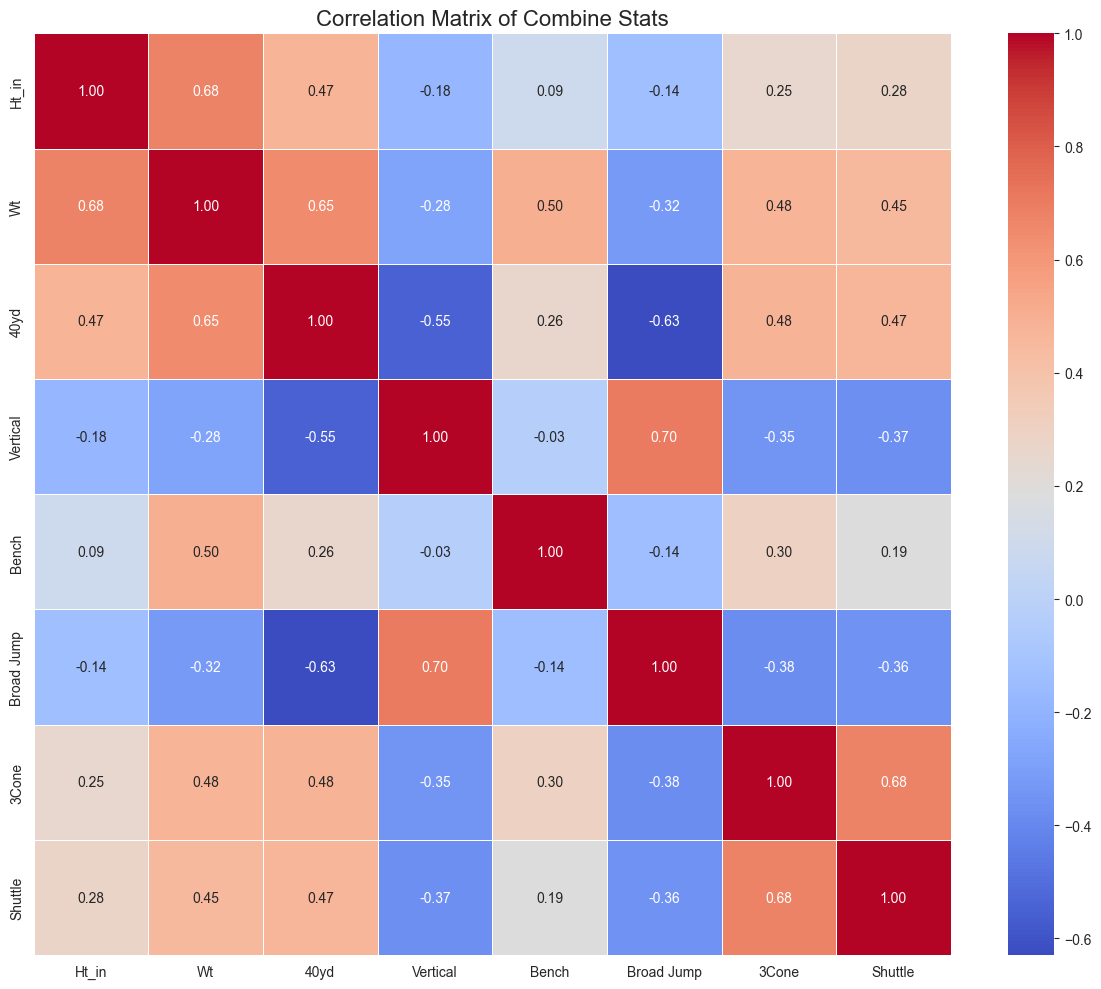 Correlation Matrix of Combine Stats
Ht_in 1.00 0.68 0.47 -0.18 0.09 -0.14 0.25 0.28
Wt 0.68 1.00 0.65 -0.28 0.50 -0.32 0.48 0.45
40yd 0.47 0.65 1.00 -0.55 0.26 -0.63 0.48 0.47
Vertical -0.18 -0.28 -0.55 1.00 -0.03 0.70 -0.35 -0.37
Bench 0.09 0.50 0.26 -0.03 1.00 -0.14 0.30 0.19
Broad Jump -0.14 -0.32 -0.63 0.70 -0.14 1.00 -0.38 -0.36
3Cone 0.25 0.48 0.48 -0.35 0.30 -0.38 1.00 0.68
Shuttle 0.28 0.45 0.47 -0.37 0.19 -0.36 0.68 1.00
Ht_in Wt 40yd Vertical Bench Broad Jump 3Cone Shuttle
1.0
0.8
0.6
0.4
0.2
0.0
−0.2
−0.4
−0.6